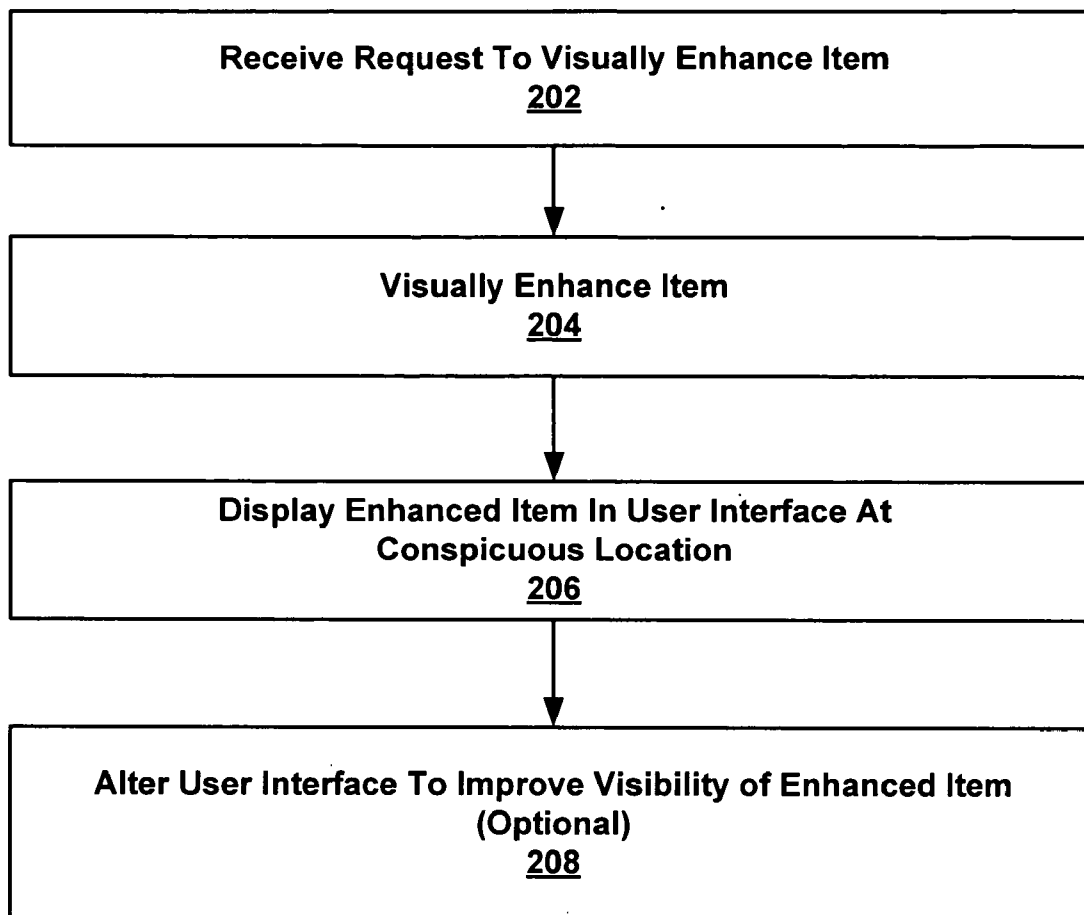 Receive Request To Visually Enhance Item
202
Visually Enhance Item
204
Display Enhanced Item In User Interface At
Conspicuous Location
206
Alter User Interface To Improve Visibility of Enhanced Item
(Optional)
208